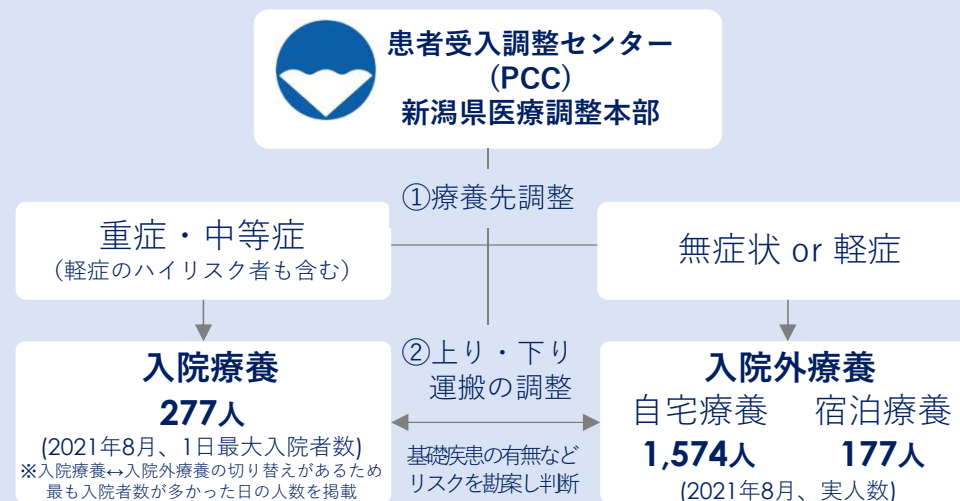 患者受入調整センター
(PCC)
新潟県医療調整本部
①療養先調整
重症・中等症
(軽症のハイリスク者も含む)
無症状 or 軽症
入院療養
277人
(2021年8月、1日最大入院者数)
※入院療養↔入院外療養の切り替えがあるため
最も入院者数が多かった日の人数を掲載
②上り・下り
運搬の調整
基礎疾患の有無など
リスクを勘案し判断
入院外療養
自宅療養 宿泊療養
1,574人 177人
(2021年8月、実人数)